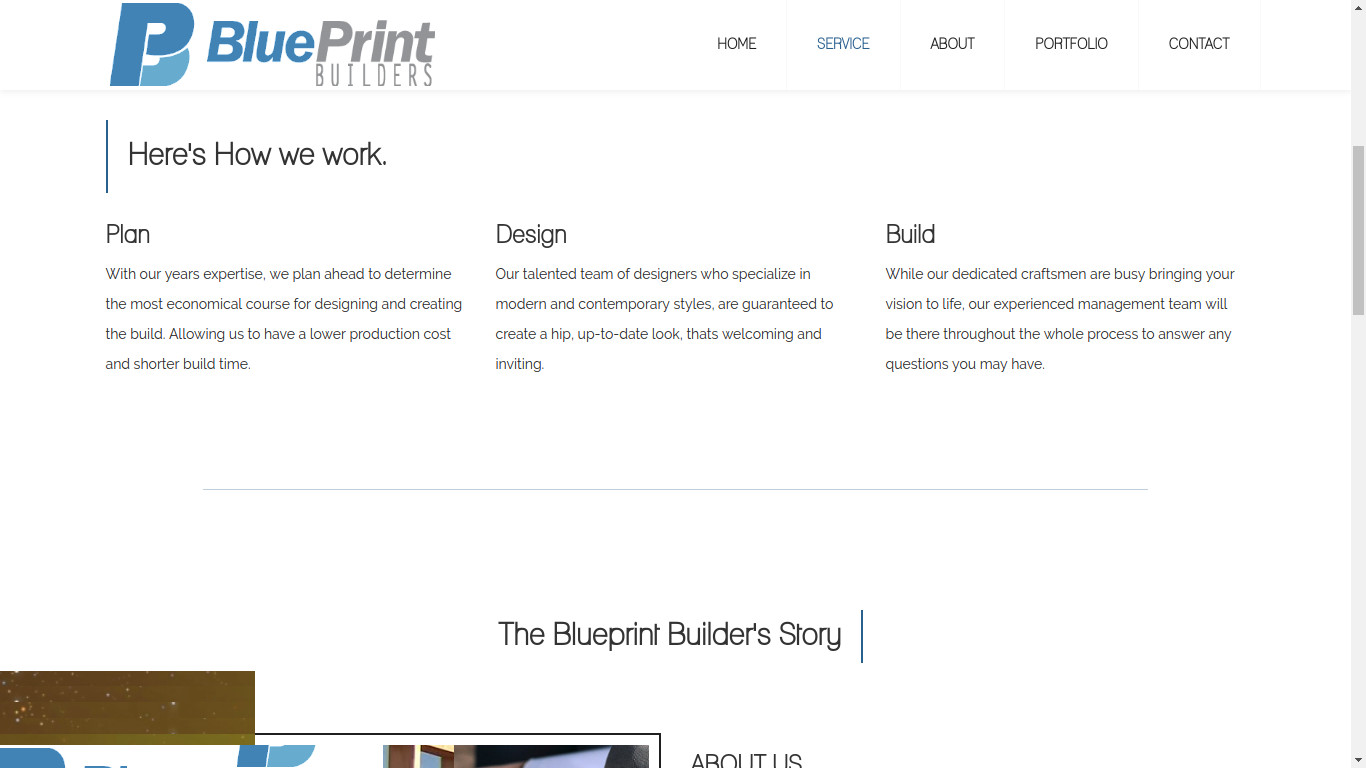 BluePrint
BUILDERS
HOME
SERVICE
ABOUT
PORTFOLIO
CONTACT
Here's How we work.
Plan
With our years expertise, we plan ahead to determine
the most economical course for designing and creating
the build. Allowing us to have a lower production cost
and shorter build time.
Design
Our talented team of designers who specialize in
modern and contemporary styles, are guaranteed to
create a hip, up-to-date look, thats welcoming and
inviting.
Build
While our dedicated craftsmen are busy bringing your
vision to life, our experienced management team will
be there throughout the whole process to answer any
questions you may have.
The Blueprint Builder's Story
ABOUT US